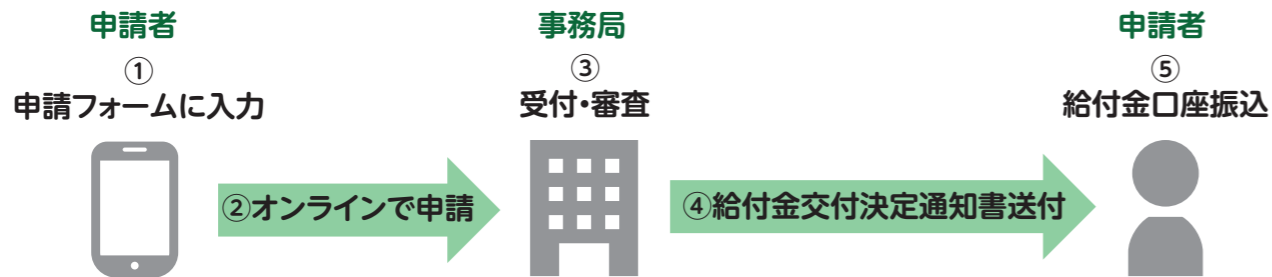 申請者
①
申請フォームに入力
②オンラインで申請
事務局
③
受付・審査
④給付金交付決定通知書送付
申請者
⑤
給付金口座振込